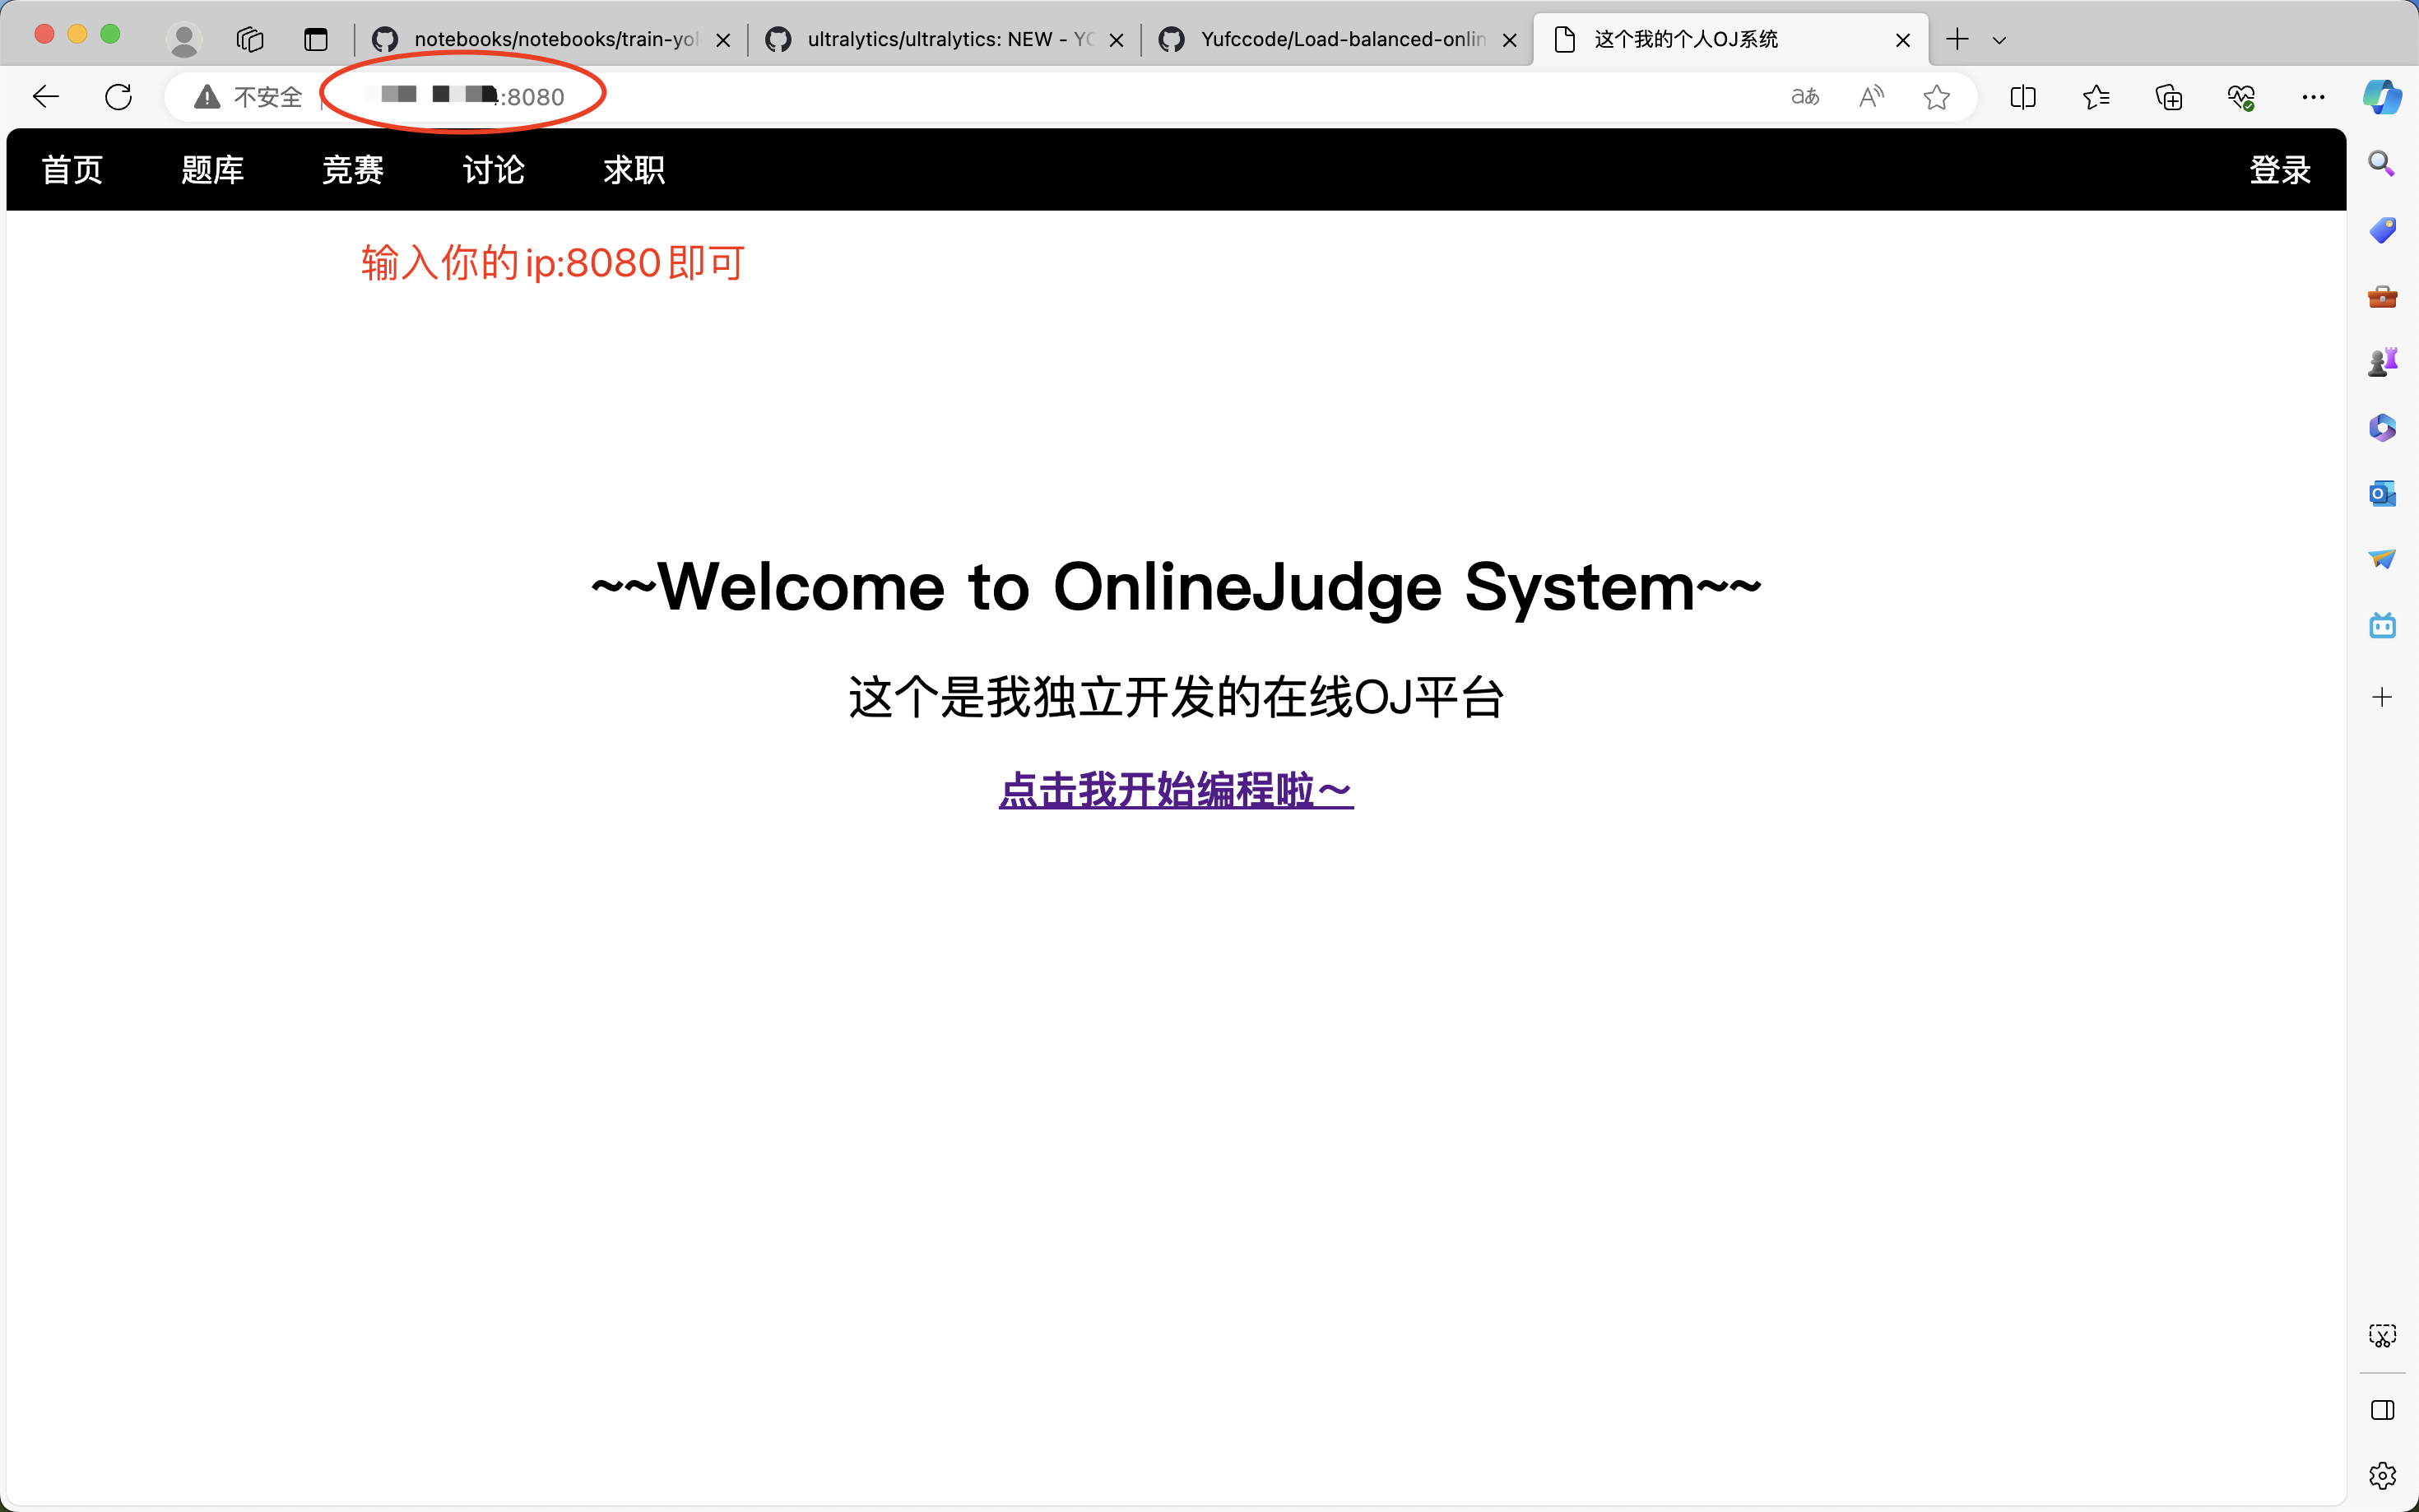 notebooks/notebooks/train-yol
ultralytics/ultralytics: NEW - YO
Yufccode/Load-balanced-onlin
这个我的个人OJ系统
不安全
:8080
aあ
首页 题库 竞赛 讨论 求职 登录
输入你的ip:8080即可
~~Welcome to OnlineJudge System~~
这个是我独立开发的在线OJ平台
点击我开始编程啦~